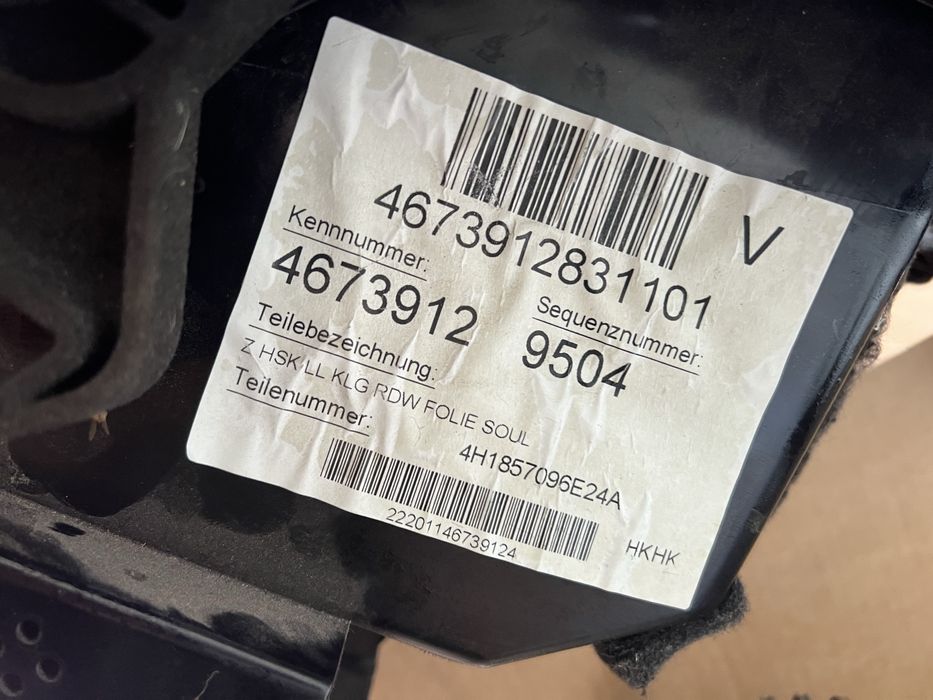 4673912831101
V
Kennnummer:
4673912
Sequenznummer:
9504
Teilebezeichnung:
Z HSK LL KLG RDW FOLIE SOUL
Teilenummer:
4H1857096E24A
22201146739124
HKHK